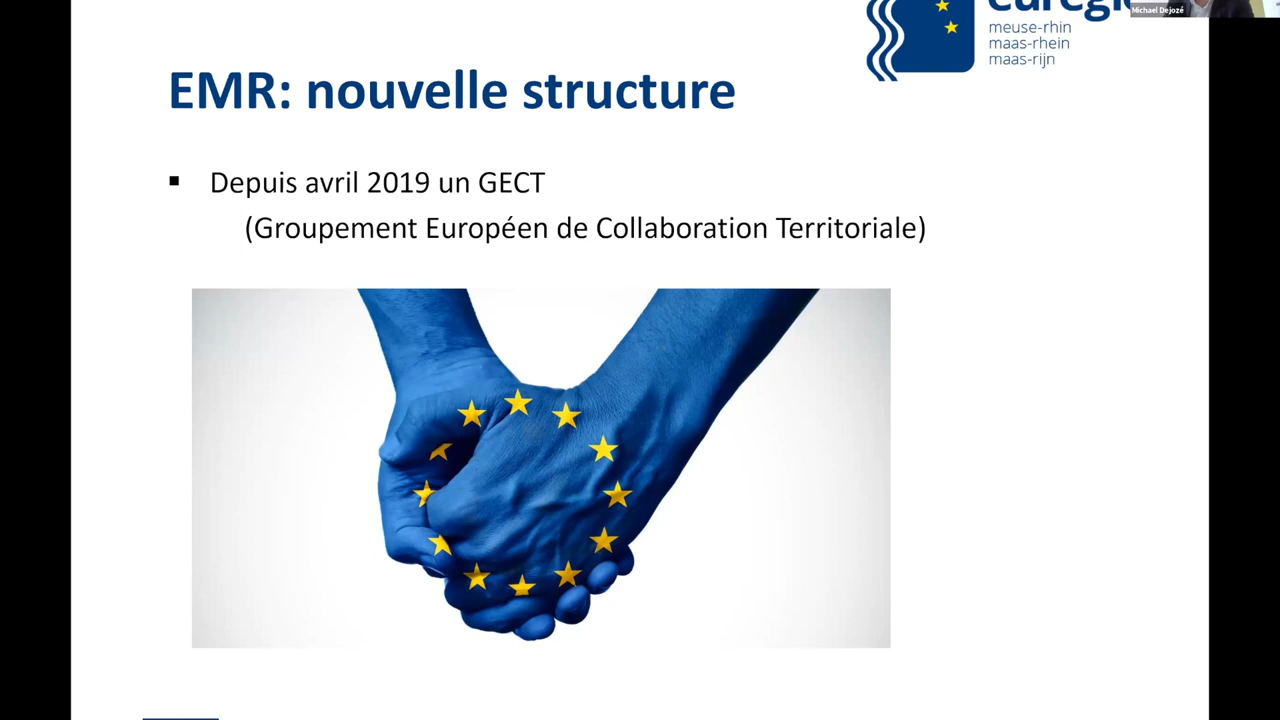 Michael Dejozé
meuse-rhin
maas-rhein
maas-rijn
EMR: nouvelle structure
▪ Depuis avril 2019 un GECT
(Groupement Européen de Collaboration Territoriale)